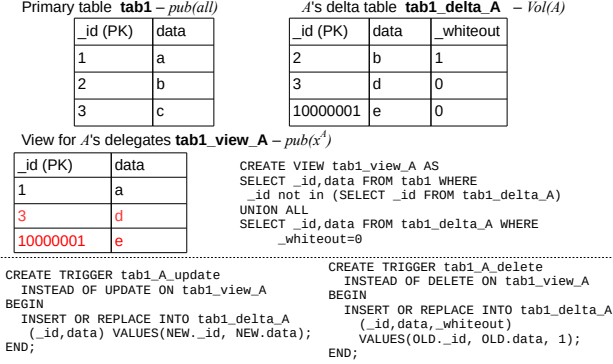 Primary table tab1 – pub(all)
_id (PK) data
1 a
2 b
3 c
A's delta table tab1_delta_A – Vol(A)
_id (PK) data _whiteout
2 b 1
3 d 0
10000001 e 0
View for A's delegates tab1_view_A – pub(x^A)
_id (PK) data
1 a
3 d
10000001 e
CREATE VIEW tab1_view_A AS
SELECT _id,data FROM tab1 WHERE
_id not in (SELECT _id FROM tab1_delta_A)
UNION ALL
SELECT _id,data FROM tab1_delta_A WHERE
_whiteout=0
CREATE TRIGGER tab1_A_update
INSTEAD OF UPDATE ON tab1_view_A
BEGIN
INSERT OR REPLACE INTO tab1_delta_A
(_id,data) VALUES(NEW._id, NEW.data);
END;
CREATE TRIGGER tab1_A_delete
INSTEAD OF DELETE ON tab1_view_A
BEGIN
INSERT OR REPLACE INTO tab1_delta_A
(_id,data,_whiteout)
VALUES(OLD._id, OLD.data, 1);
END;